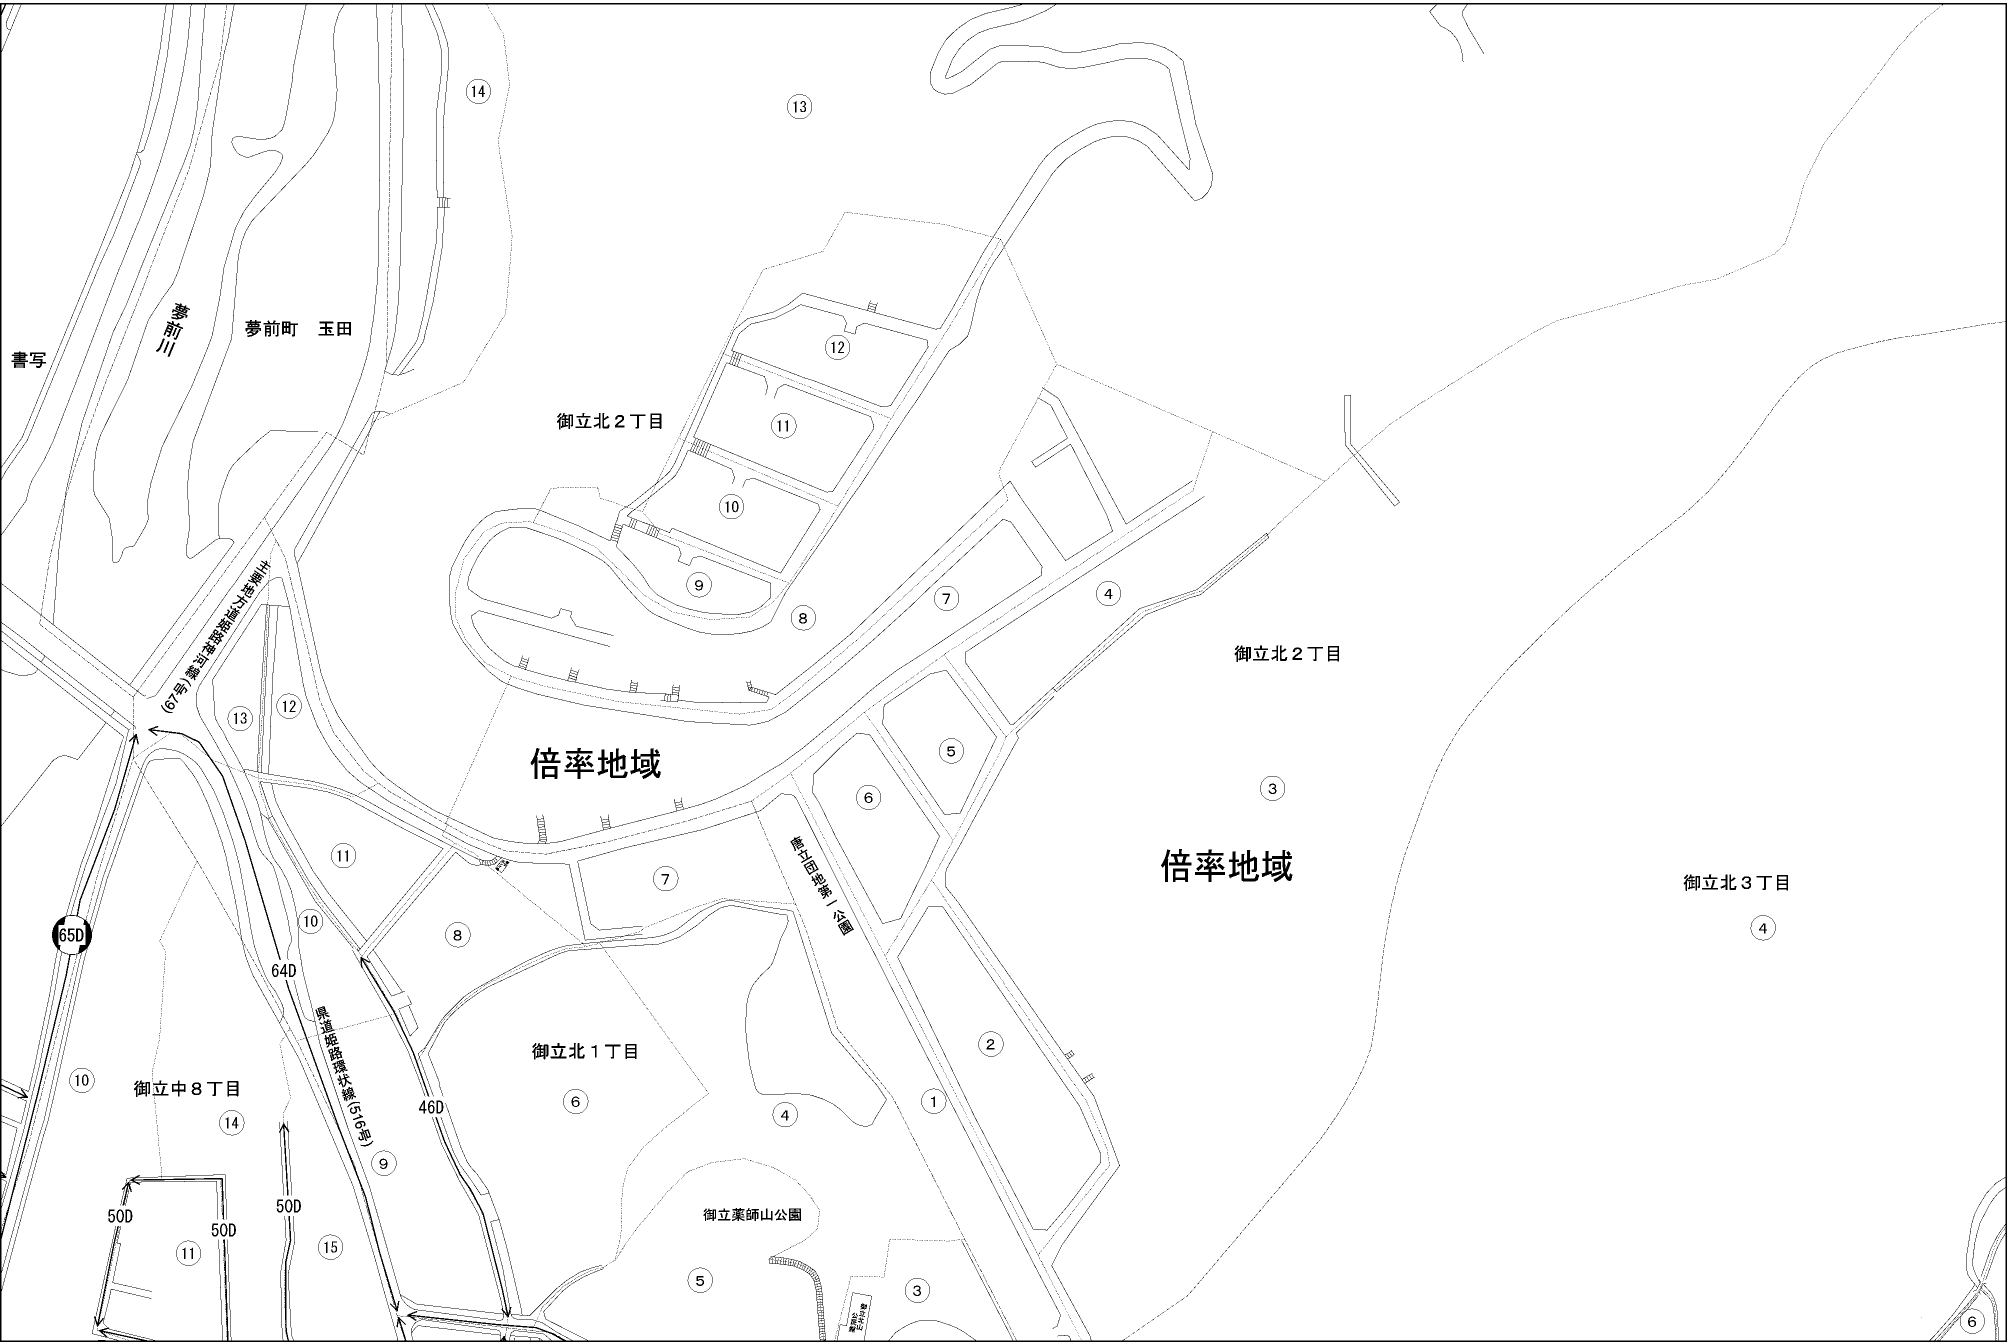 14
13
夢前川
夢前町　玉田
書写
12
御立北２丁目
11
10
9
8
7
4
主要地方道姫路神河線(67号)
御立北２丁目
13
12
倍率地域
5
6
3
11
唐立団地第一公園
倍率地域
7
御立北３丁目
10
8
4
65D
64D
県道姫路環状線(516号)
御立北１丁目
2
10
御立中８丁目
6
46D
4
1
14
9
50D
50D
50D
御立薬師山公園
11
15
5
3
6